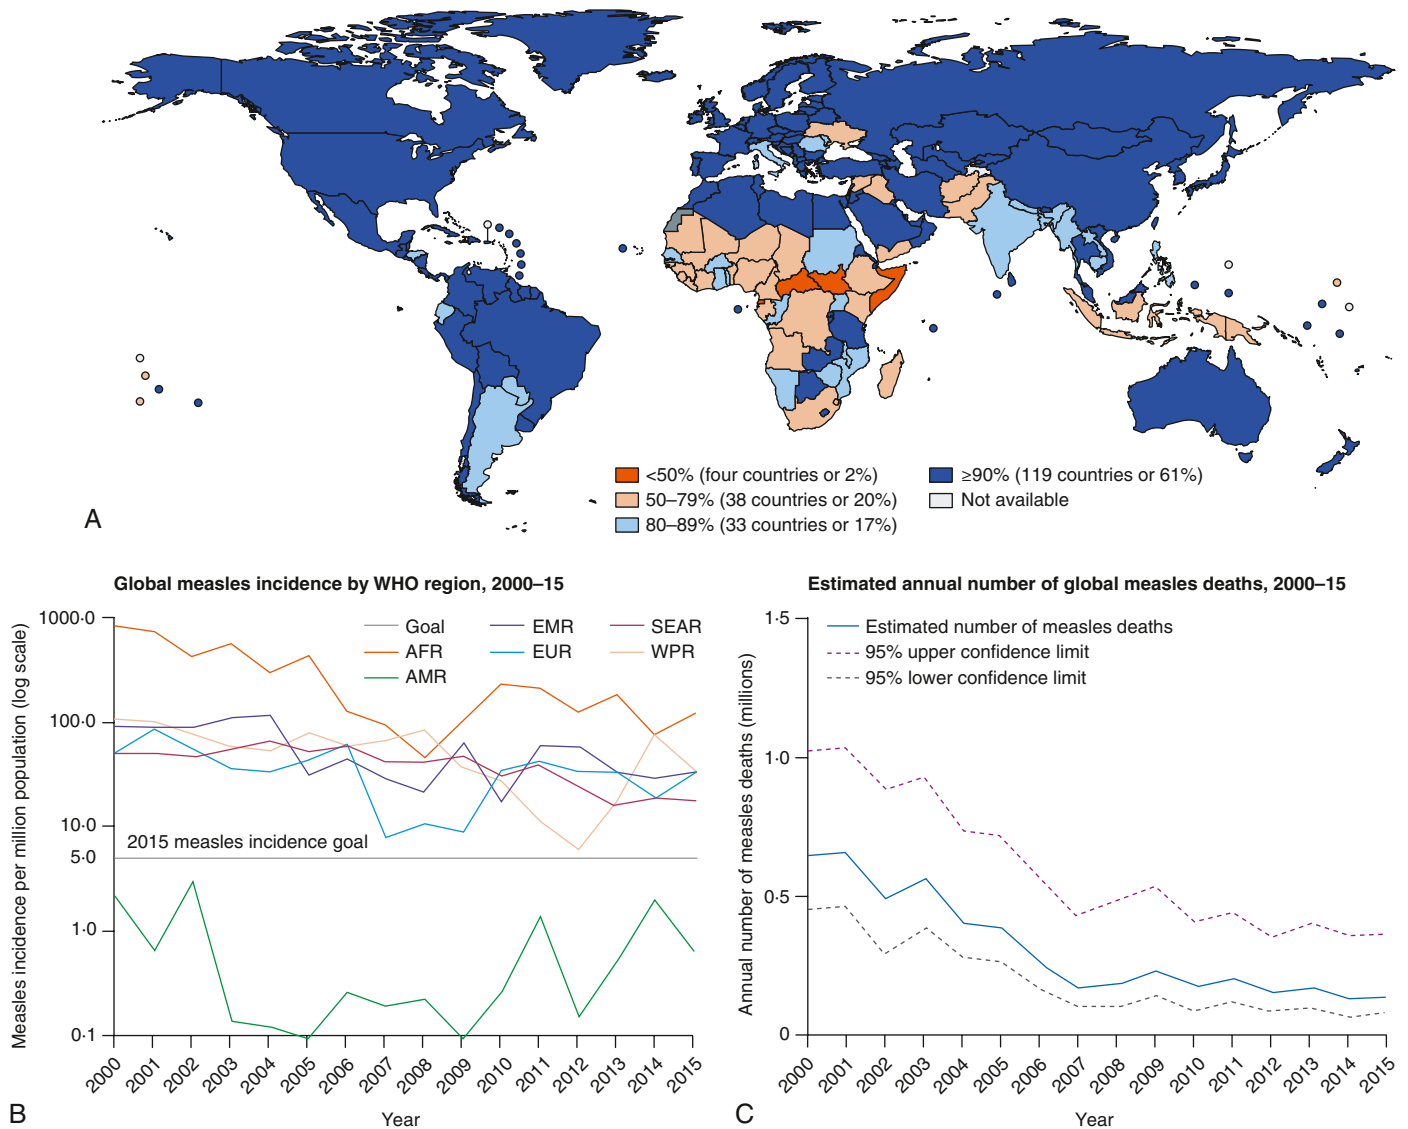 <50% (four countries or 2%)
50–79% (38 countries or 20%)
80–89% (33 countries or 17%)
≥90% (119 countries or 61%)
Not available
A
Global measles incidence by WHO region, 2000–15
Measles incidence per million population (log scale)
1000·0
100·0
10·0
5·0
1·0
0·1
Goal
AFR
AMR
EMR
EUR
SEAR
WPR
2015 measles incidence goal
2000
2001
2002
2003
2004
2005
2006
2007
2008
2009
2010
2011
2012
2013
2014
2015
Year
B
Estimated annual number of global measles deaths, 2000–15
Annual number of measles deaths (millions)
1·5
1·0
0·5
0
Estimated number of measles deaths
95% upper confidence limit
95% lower confidence limit
2000
2001
2002
2003
2004
2005
2006
2007
2008
2009
2010
2011
2012
2013
2014
2015
Year
C